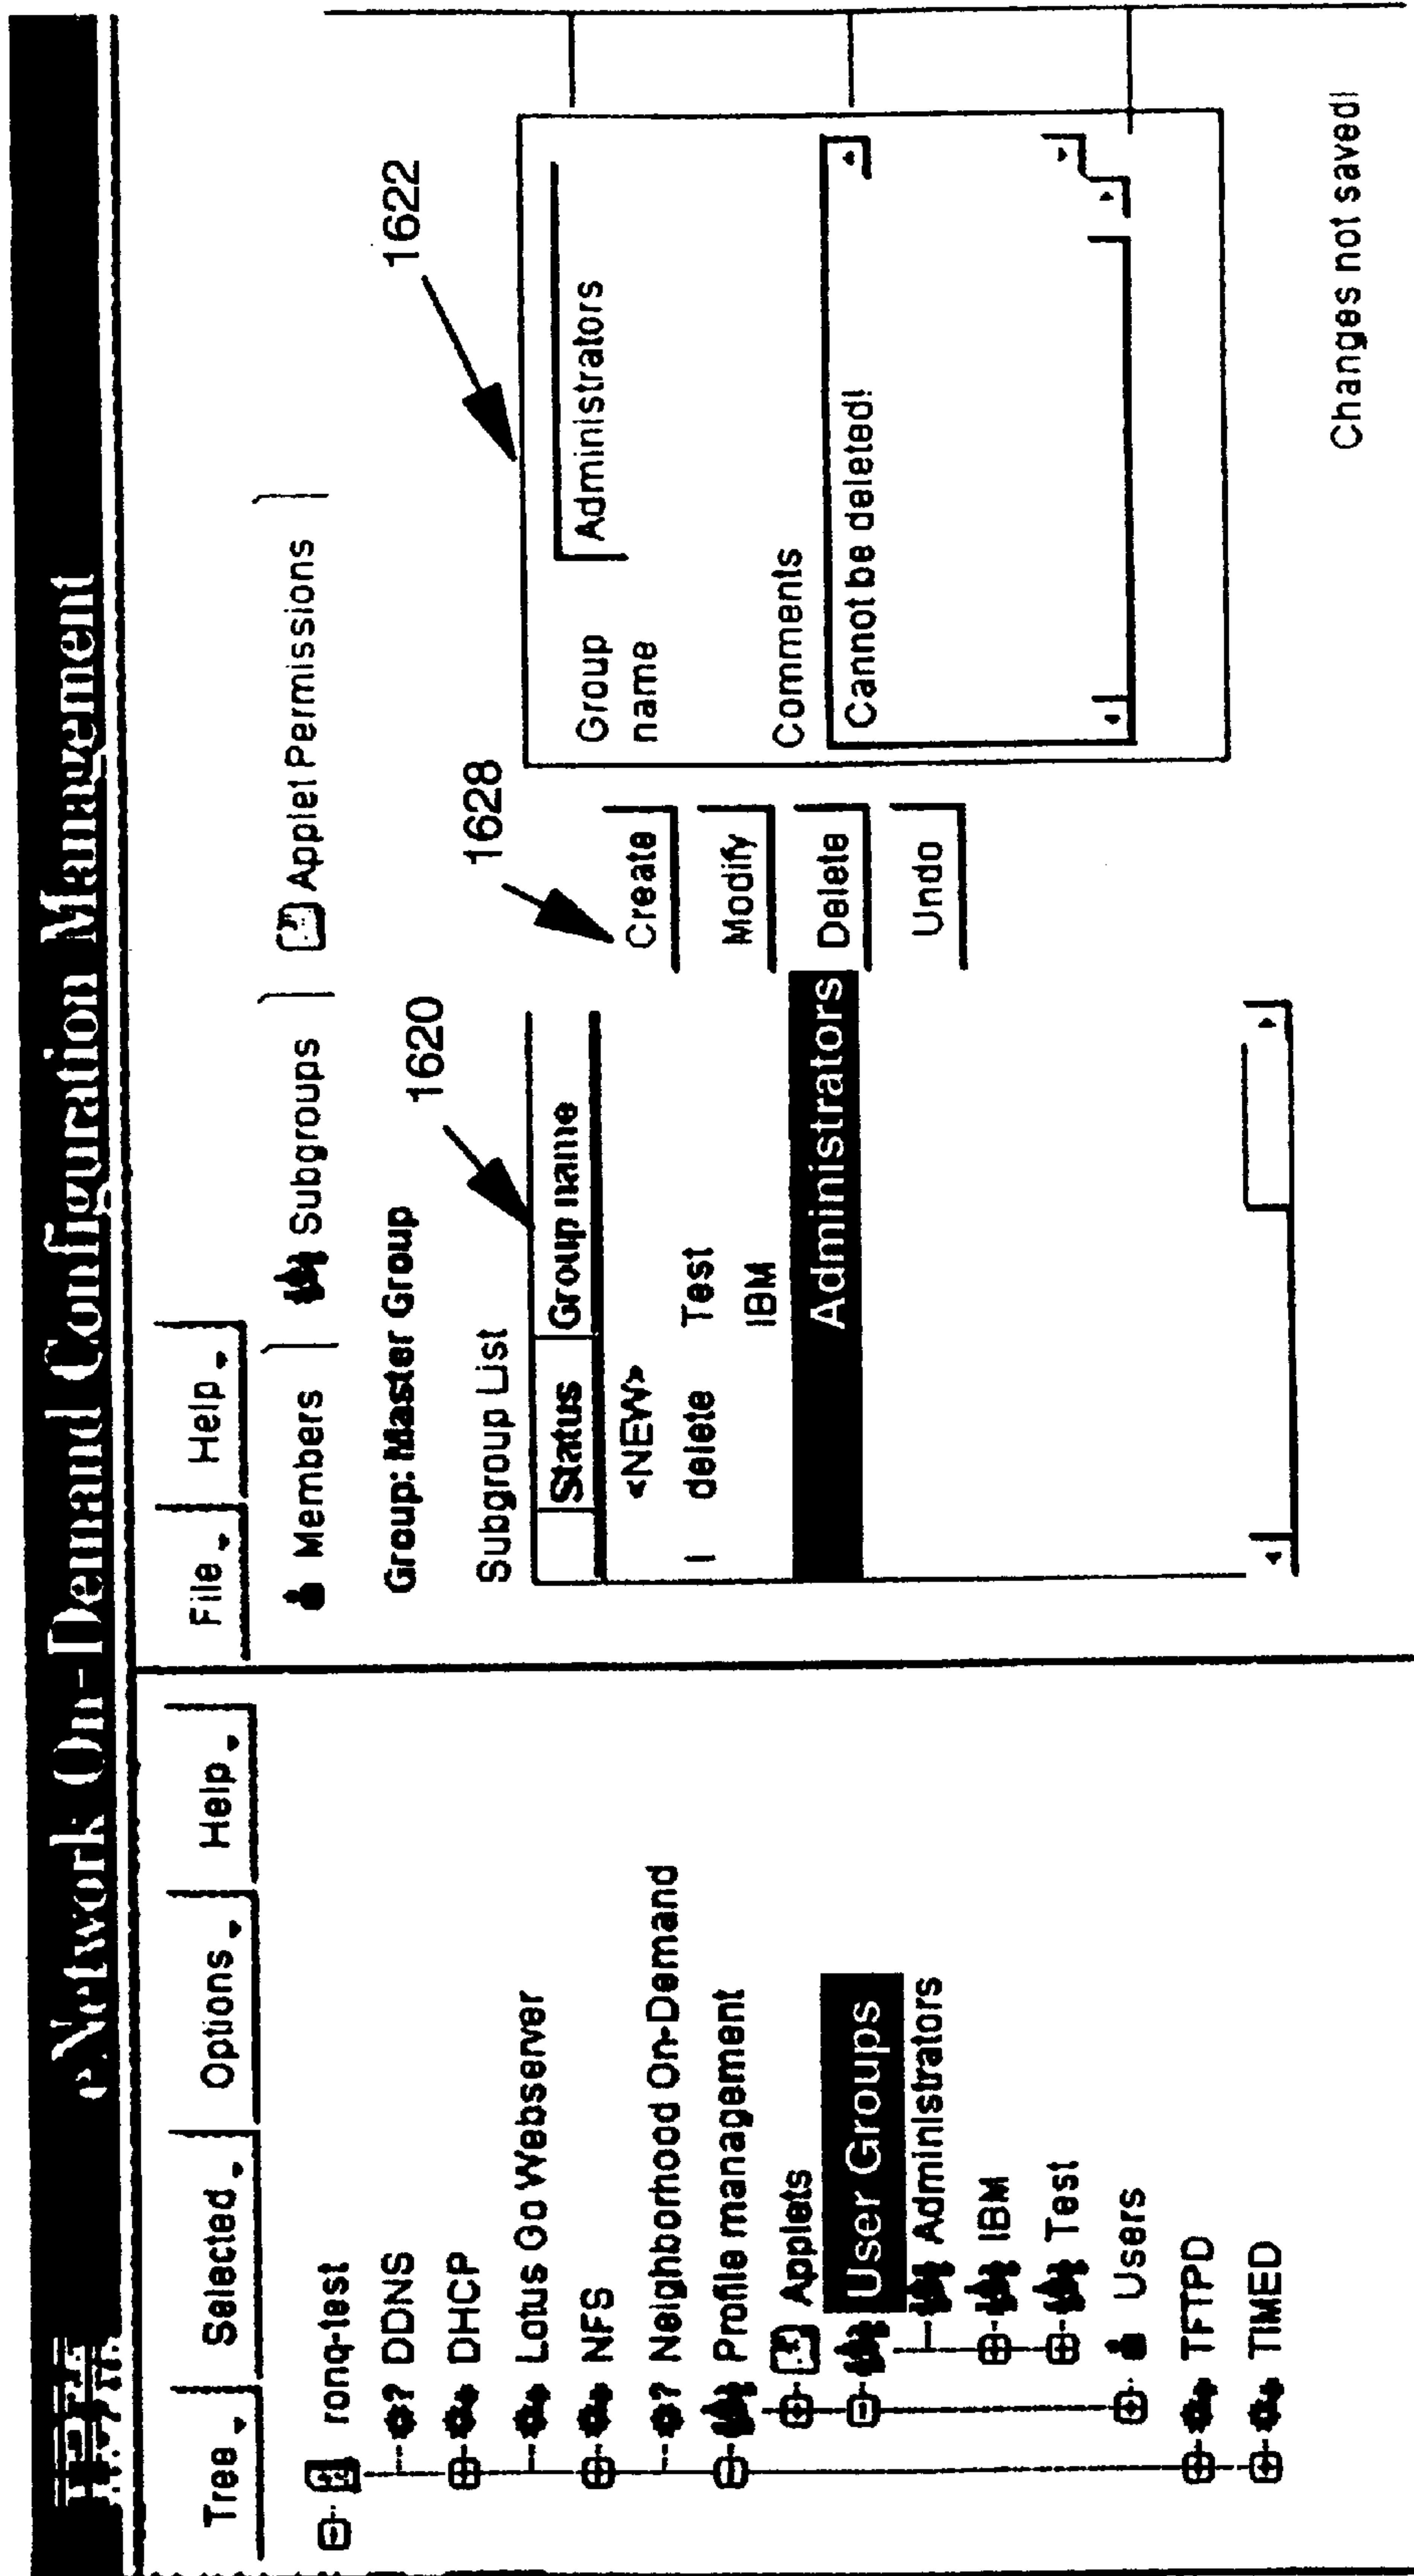 eNetwork On-Demand Configuration Management
Tree
Selected
Options
Help
ronq-test
? DDNS
DHCP
Lotus Go Webserver
NFS
? Neighborhood On-Demand
Profile management
Applets
User Groups
Administrators
IBM
Test
Users
TFTPD
TIMED
File
Help
Members
Subgroups
Applet Permissions
Group: Master Group
Subgroup List
1620
Status Group name
<NEW>
delete Test
IBM
Administrators
1628
Create
Modify
Delete
Undo
1622
Group
name
Administrators
Comments
Cannot be deleted!
Changes not saved!